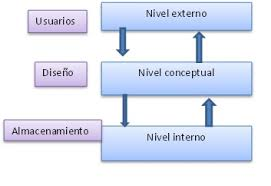 Usuarios
Nivel externo
Diseño
Nivel conceptual
Almacenamiento
Nivel interno